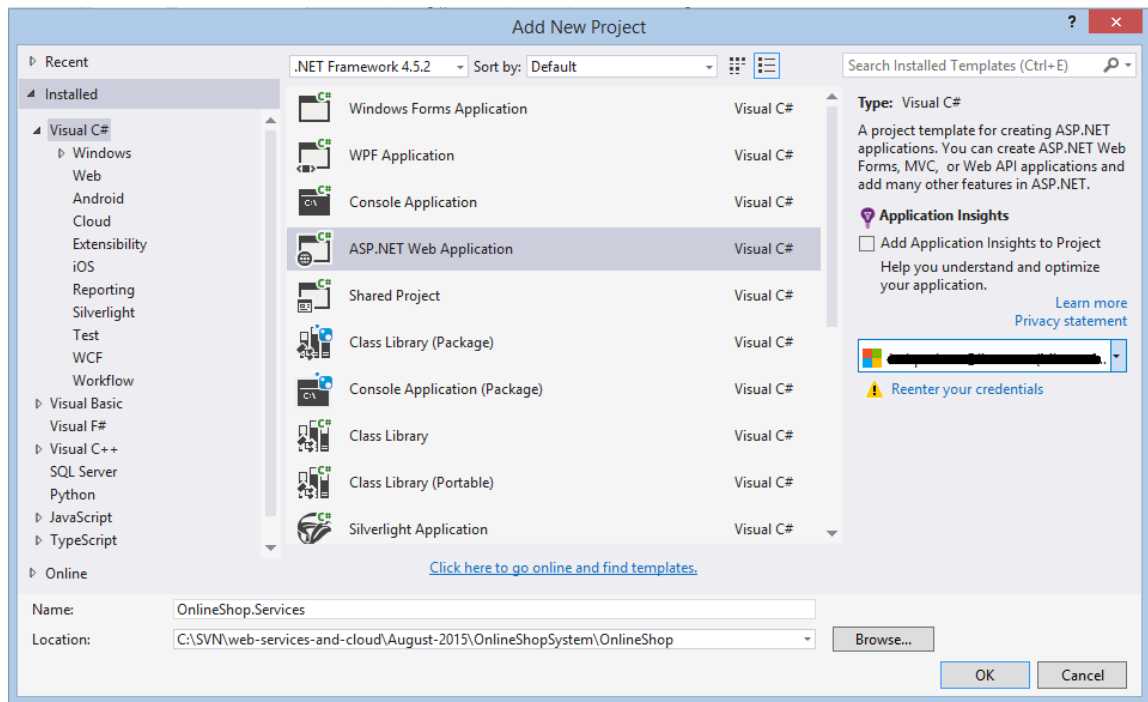 Add New Project
?
Recent
Installed
Visual C#
Windows
Web
Android
Cloud
Extensibility
iOS
Reporting
Silverlight
Test
WCF
Workflow
Visual Basic
Visual F#
Visual C++
SQL Server
Python
JavaScript
TypeScript
Online
.NET Framework 4.5.2 Sort by: Default
Windows Forms Application Visual C#
WPF Application Visual C#
Console Application Visual C#
ASP.NET Web Application Visual C#
Shared Project Visual C#
Class Library (Package) Visual C#
Console Application (Package) Visual C#
Class Library Visual C#
Class Library (Portable) Visual C#
Silverlight Application Visual C#
Click here to go online and find templates.
Search Installed Templates (Ctrl+E)
Type: Visual C#
A project template for creating ASP.NET
applications. You can create ASP.NET Web
Forms, MVC, or Web API applications and
add many other features in ASP.NET.
Application Insights
Add Application Insights to Project
Help you understand and optimize
your application.
Learn more
Privacy statement
Reenter your credentials
Name: OnlineShop.Services
Location: C:\SVN\web-services-and-cloud\August-2015\OnlineShopSystem\OnlineShop
Browse...
OK Cancel